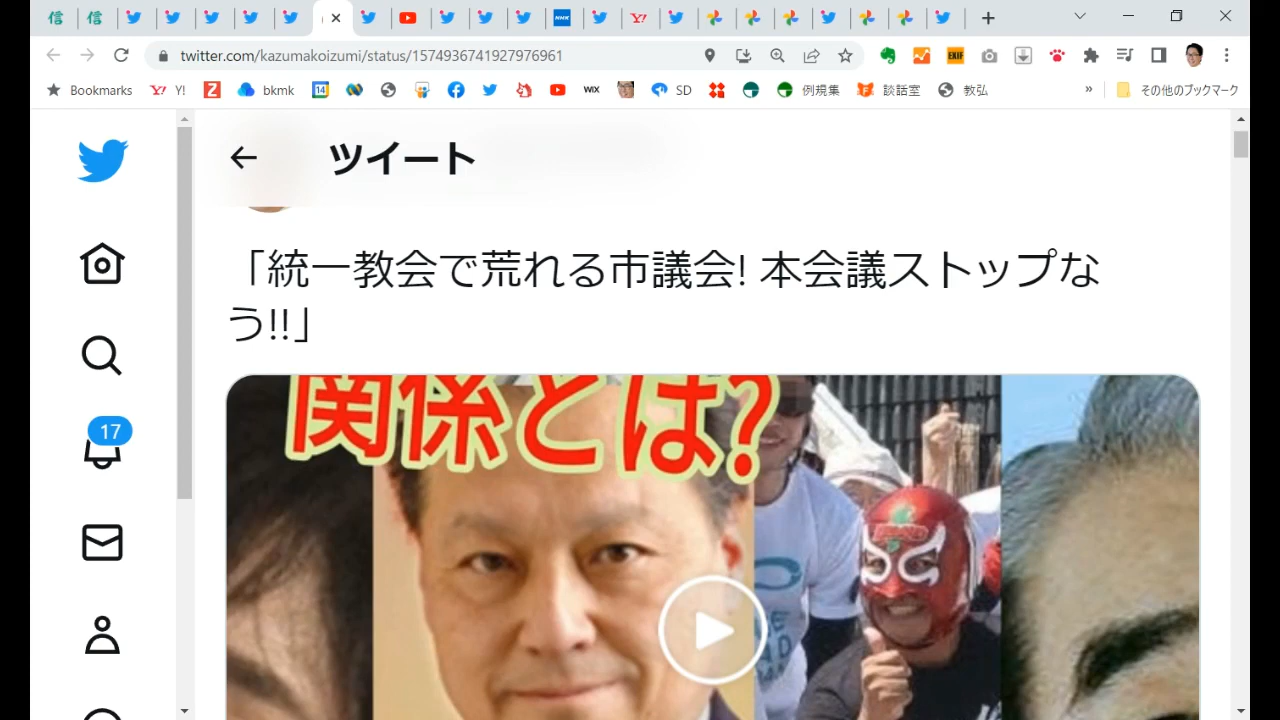 twitter.com/kazumakoizumi/status/1574936741927976961
Bookmarks Y! bkmk 14 WIX SD 例規集 談話室 教弘 » その他のブックマーク
ツイート
「統一教会で荒れる市議会! 本会議ストップな
う!!」
17
関係とは?